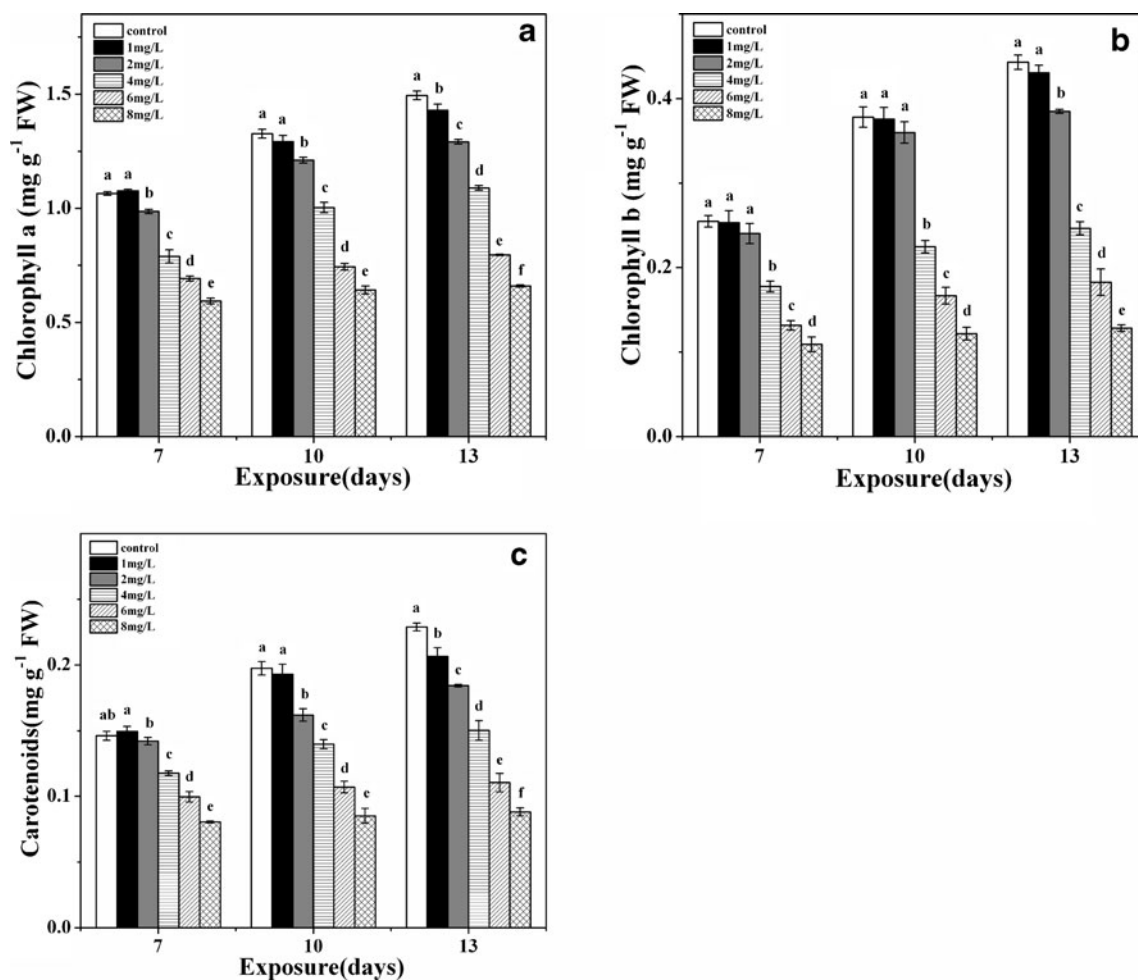 a
control
1mg/L
2mg/L
4mg/L
6mg/L
8mg/L
Chlorophyll a (mg g-1 FW)
1.5
1.0
0.5
0.0
a a b c d e
a a b c d e
a b c d e f
7 10 13
Exposure(days)
b
control
1mg/L
2mg/L
4mg/L
6mg/L
8mg/L
Chlorophyll b (mg g-1 FW)
0.4
0.2
0.0
a a a b c d
a a a b c d
a a b c d e
7 10 13
Exposure(days)
c
control
1mg/L
2mg/L
4mg/L
6mg/L
8mg/L
Carotenoids(mg g-1 FW)
0.2
0.1
0.0
ab a b c d e
a a b c d e
a b c d e f
7 10 13
Exposure(days)